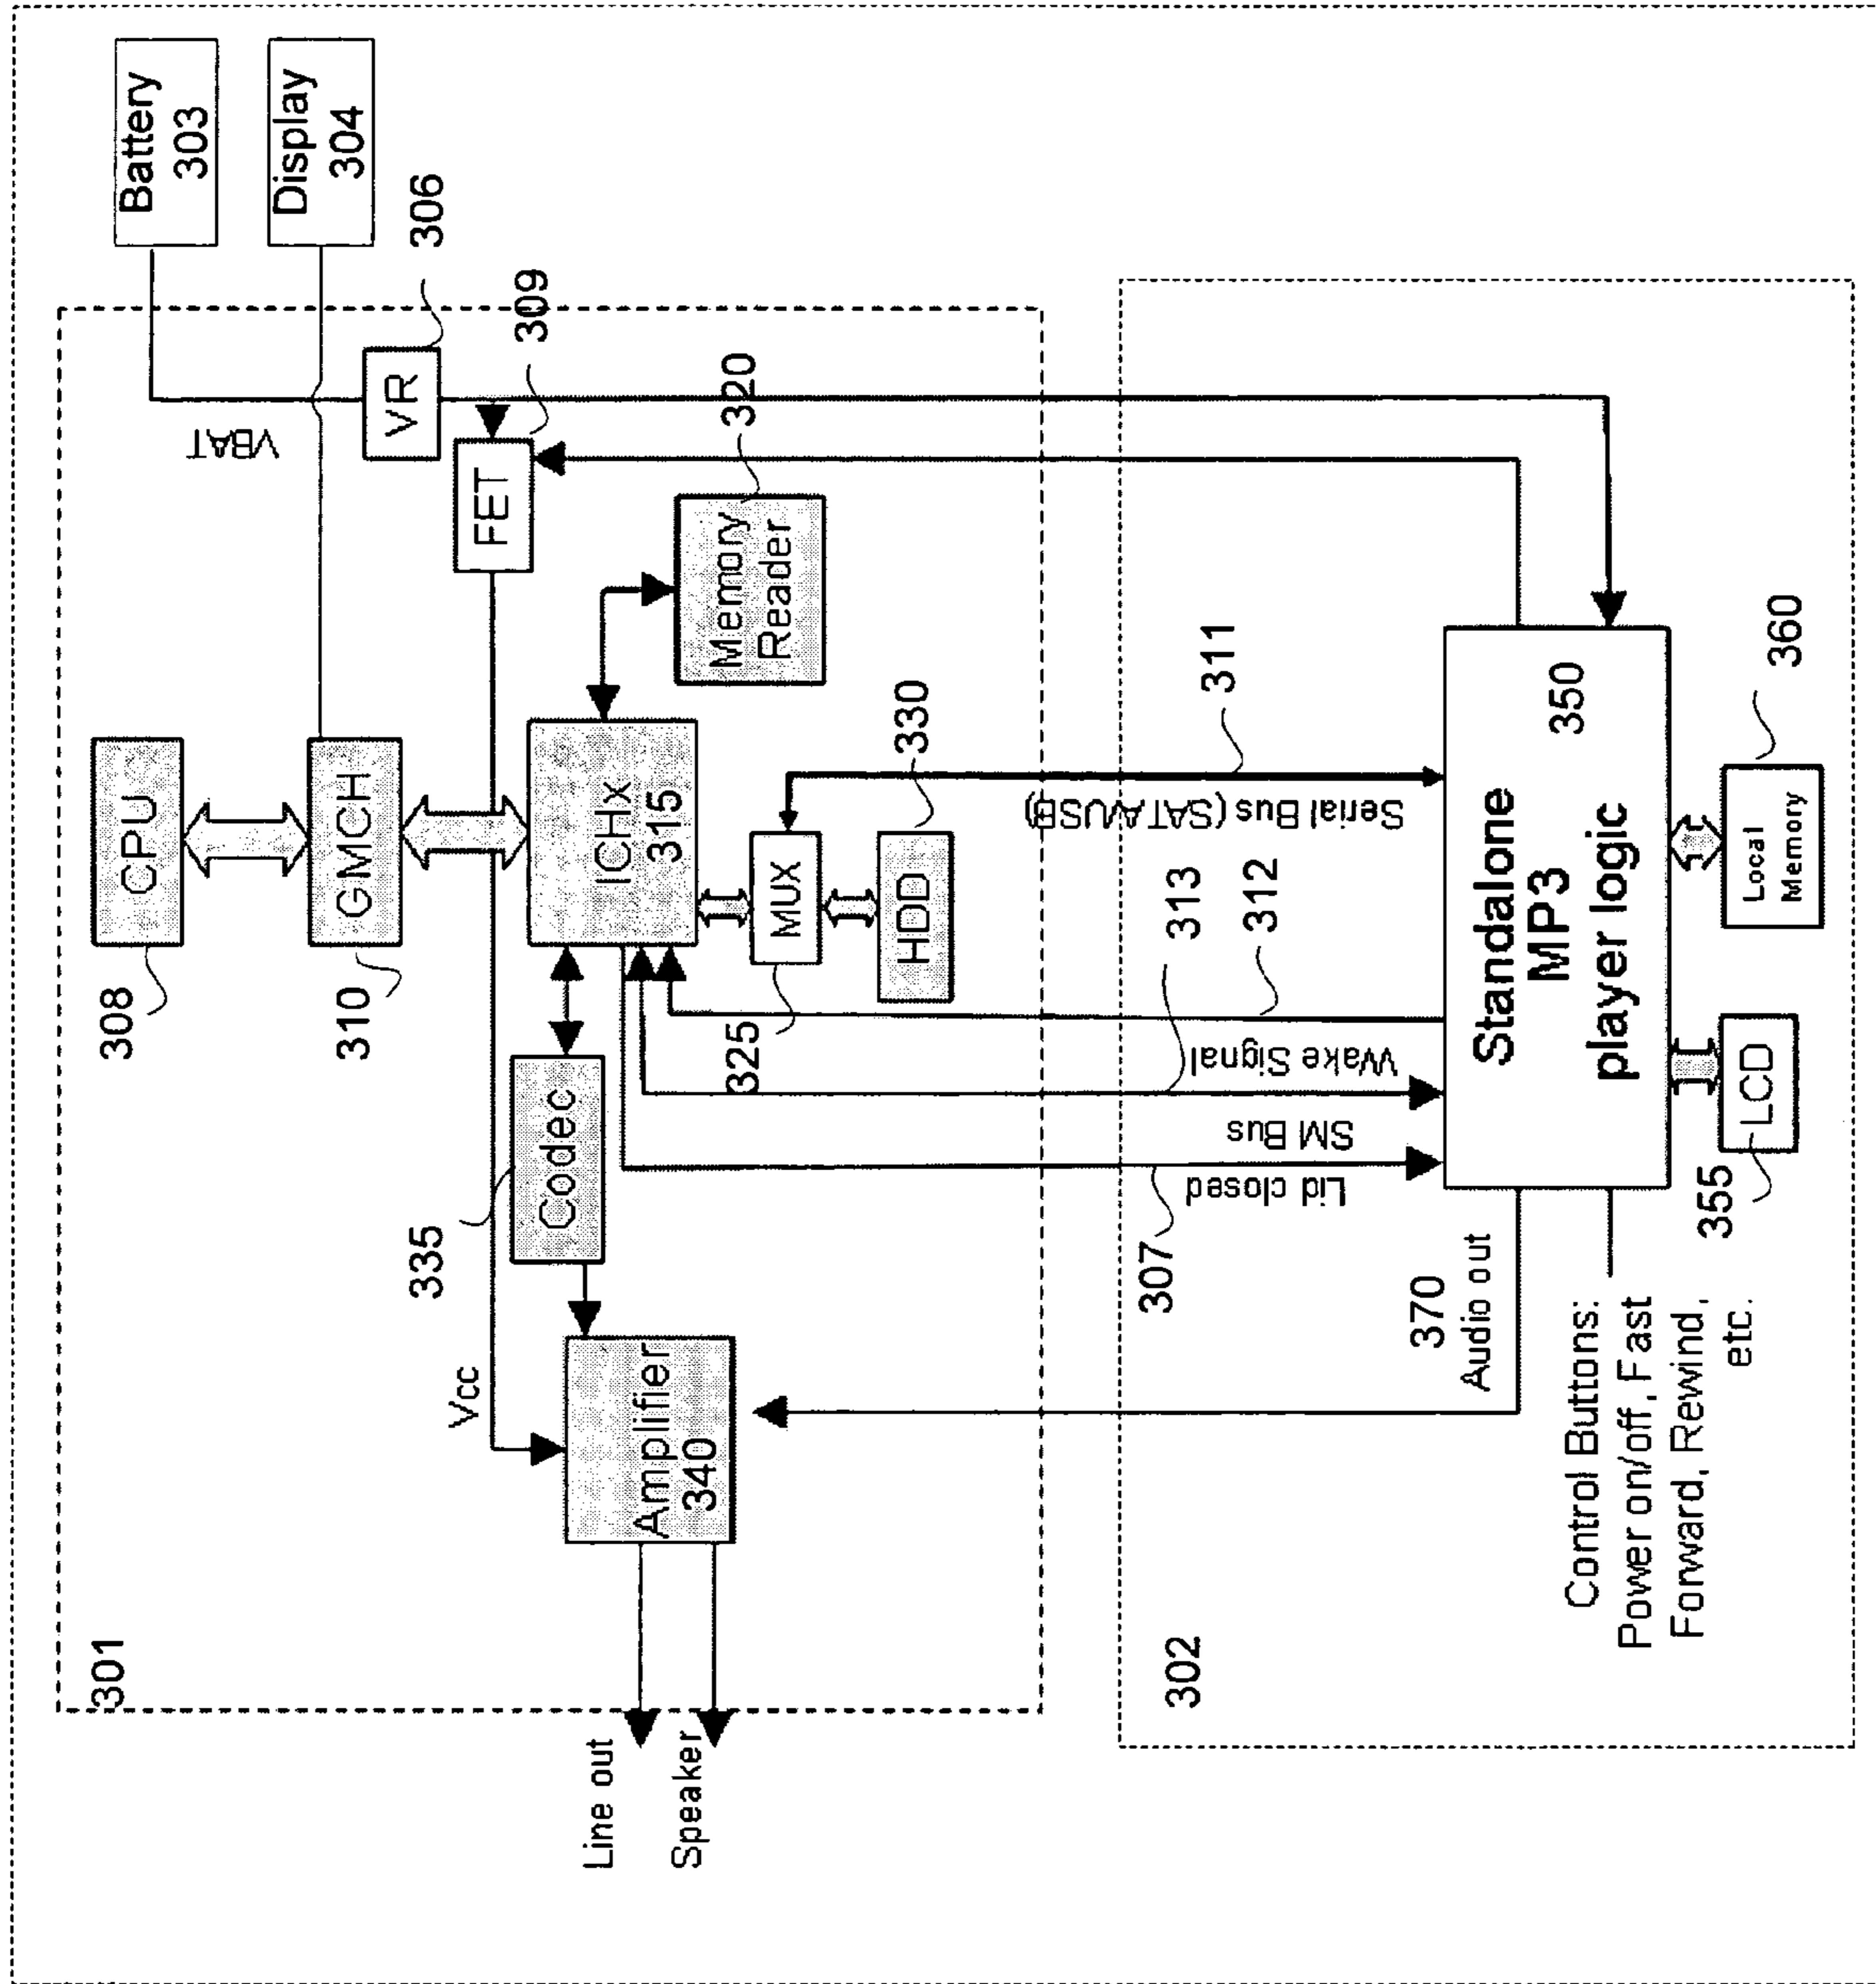 301
CPU
308
GMCH
310
Battery
303
Display
304
VBAT
VR
306
FET
309
Vcc
335
Codec
ICHx
315
Memory
Reader
320
Amplifier
340
Line out
Speaker
MUX
325
HDD
330
302
307
Lid closed
SM Bus
313
Wake Signal
312
Serial Bus (SATA/USB)
311
370
Audio out
Standalone
MP3
player logic
350
Control Buttons:
Power on/off, Fast
Forward, Rewind,
etc.
355
LCD
Local
Memory
360